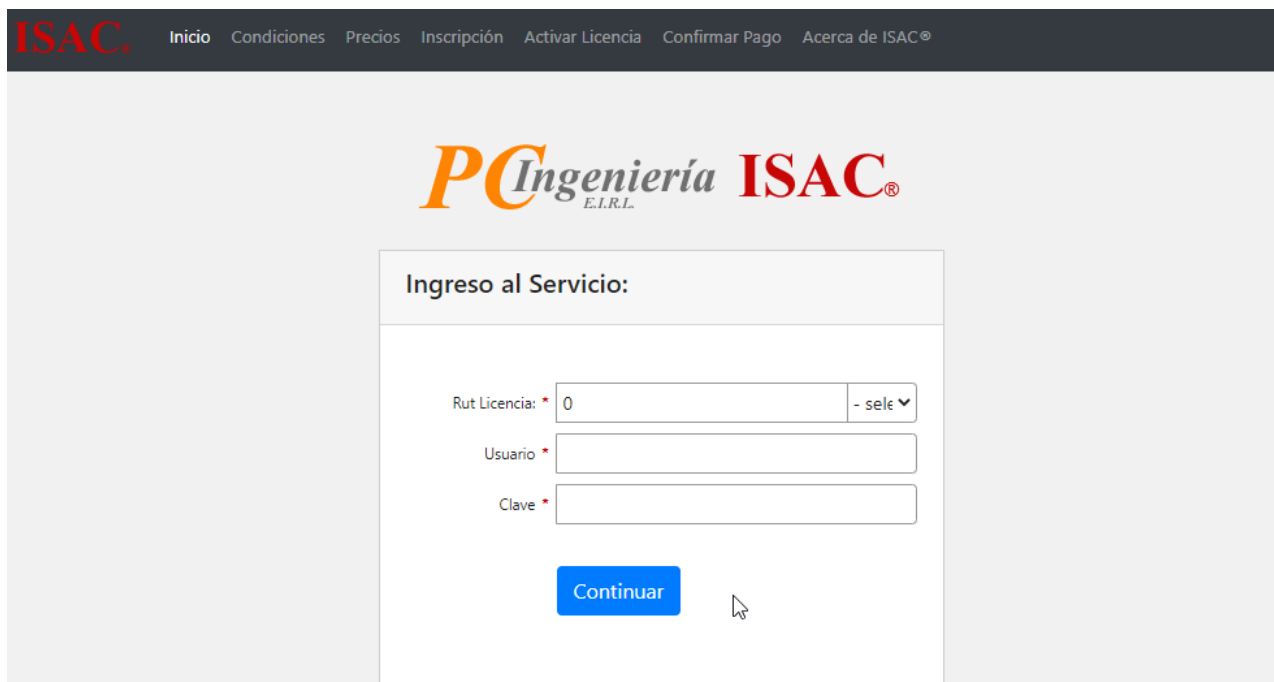 ISAC® Inicio Condiciones Precios Inscripción Activar Licencia Confirmar Pago Acerca de ISAC®
PC Ingeniería E.I.R.L. ISAC®
Ingreso al Servicio:
Rut Licencia: * 0 - sele
Usuario *
Clave *
Continuar